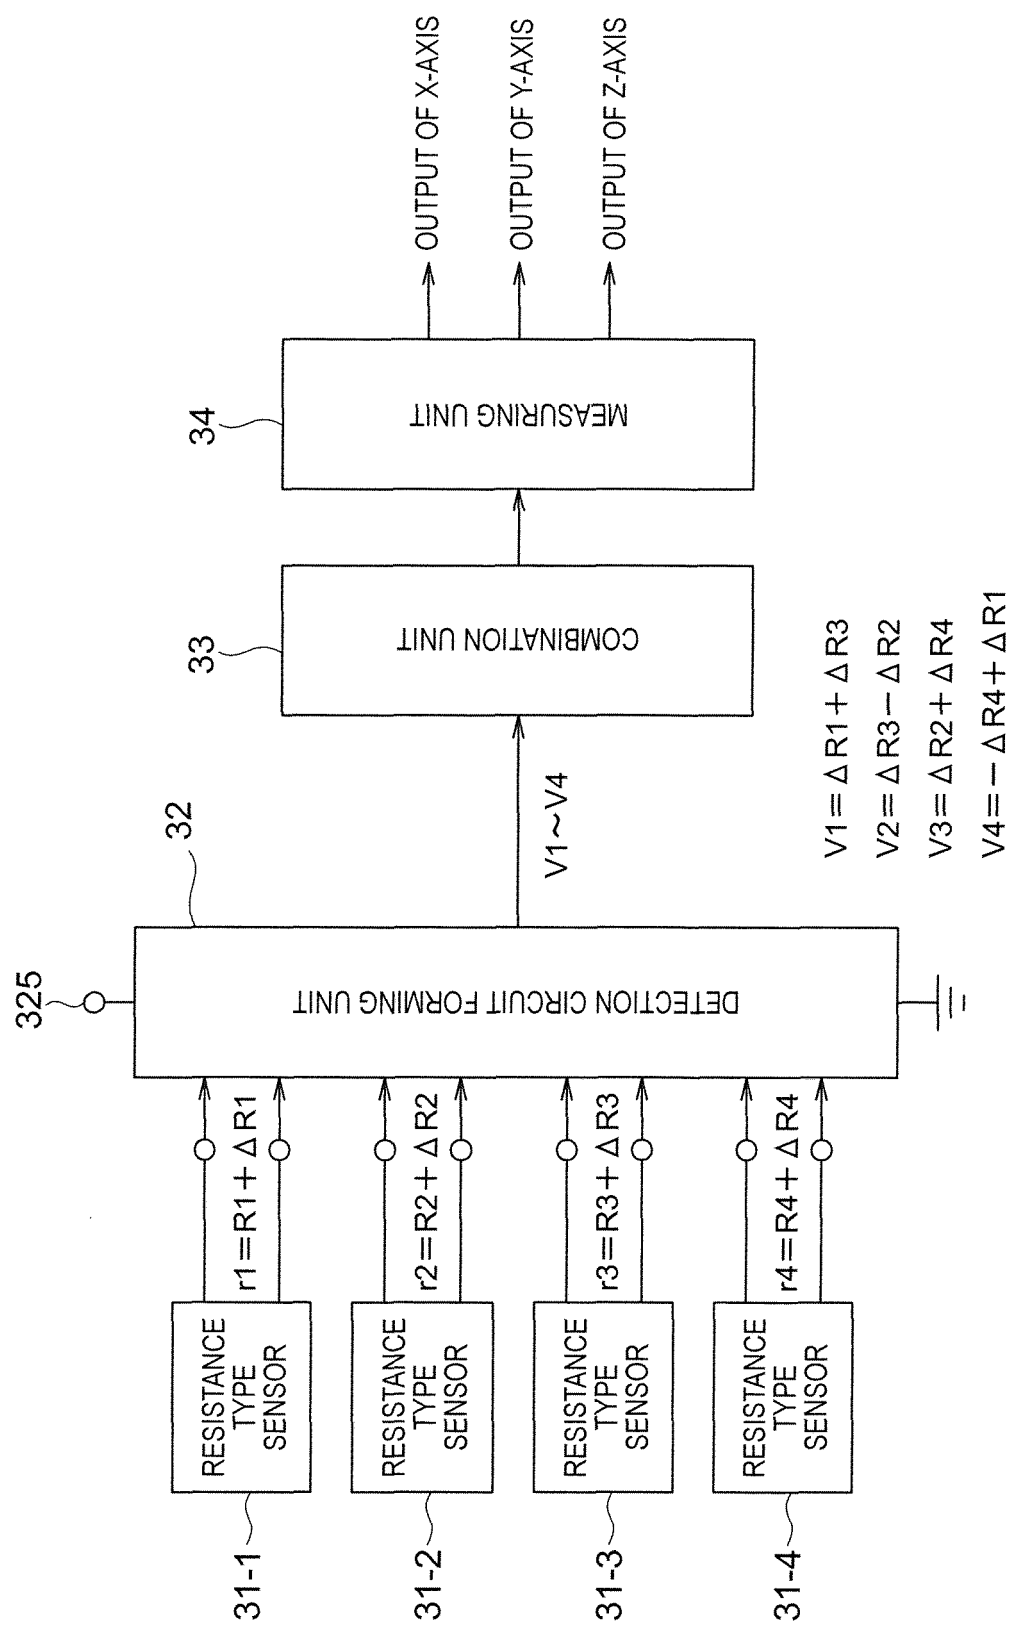 325
32
33
34
31-1
RESISTANCE
TYPE
SENSOR
r1=R1+ΔR1
31-2
RESISTANCE
TYPE
SENSOR
r2=R2+ΔR2
31-3
RESISTANCE
TYPE
SENSOR
r3=R3+ΔR3
31-4
RESISTANCE
TYPE
SENSOR
r4=R4+ΔR4
DETECTION CIRCUIT FORMING UNIT
V1~V4
COMBINATION UNIT
MEASURING UNIT
OUTPUT OF X-AXIS
OUTPUT OF Y-AXIS
OUTPUT OF Z-AXIS
V1=ΔR1+ΔR3
V2=ΔR3-ΔR2
V3=ΔR2+ΔR4
V4=-ΔR4+ΔR1